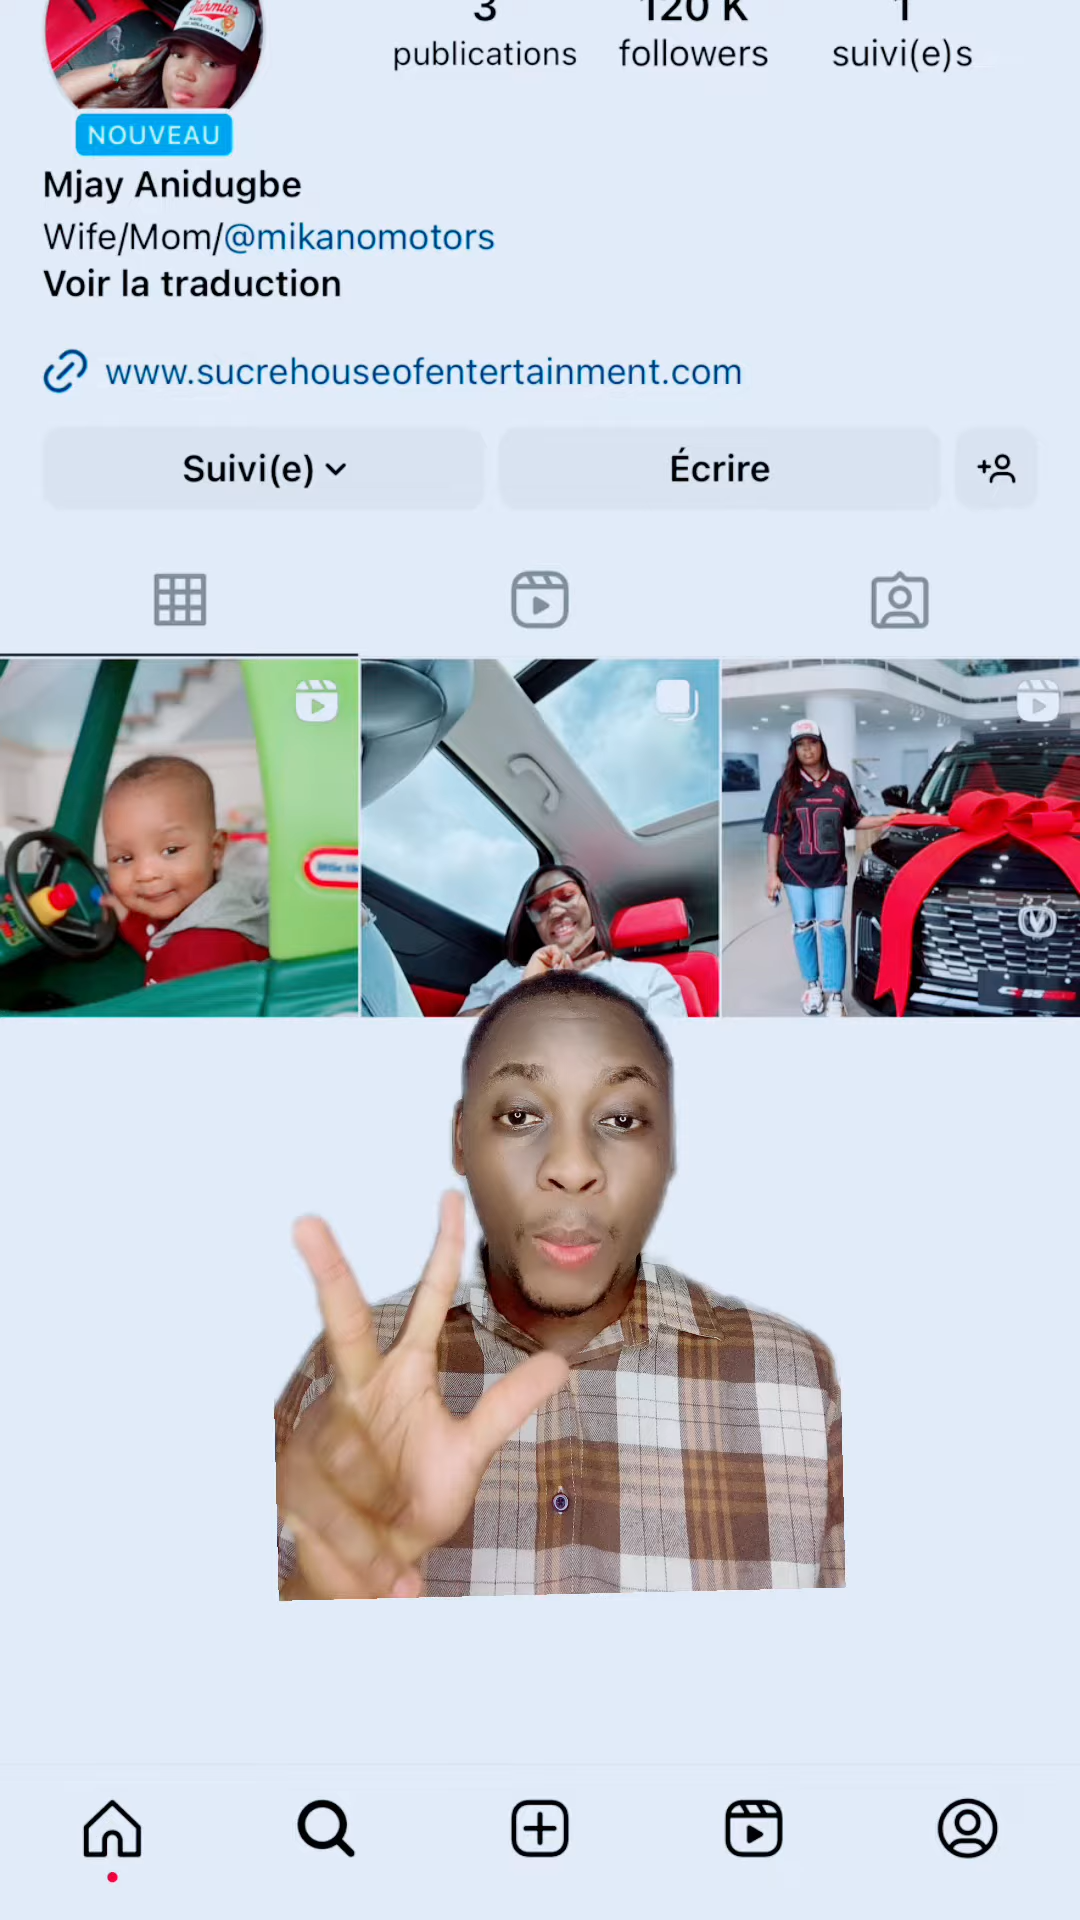 3 120 K 1
publications followers suivi(e)s
NOUVEAU
Mjay Anidugbe
Wife/Mom/@mikanomotors
Voir la traduction
www.sucrehouseofentertainment.com
Suivi(e) Écrire
18